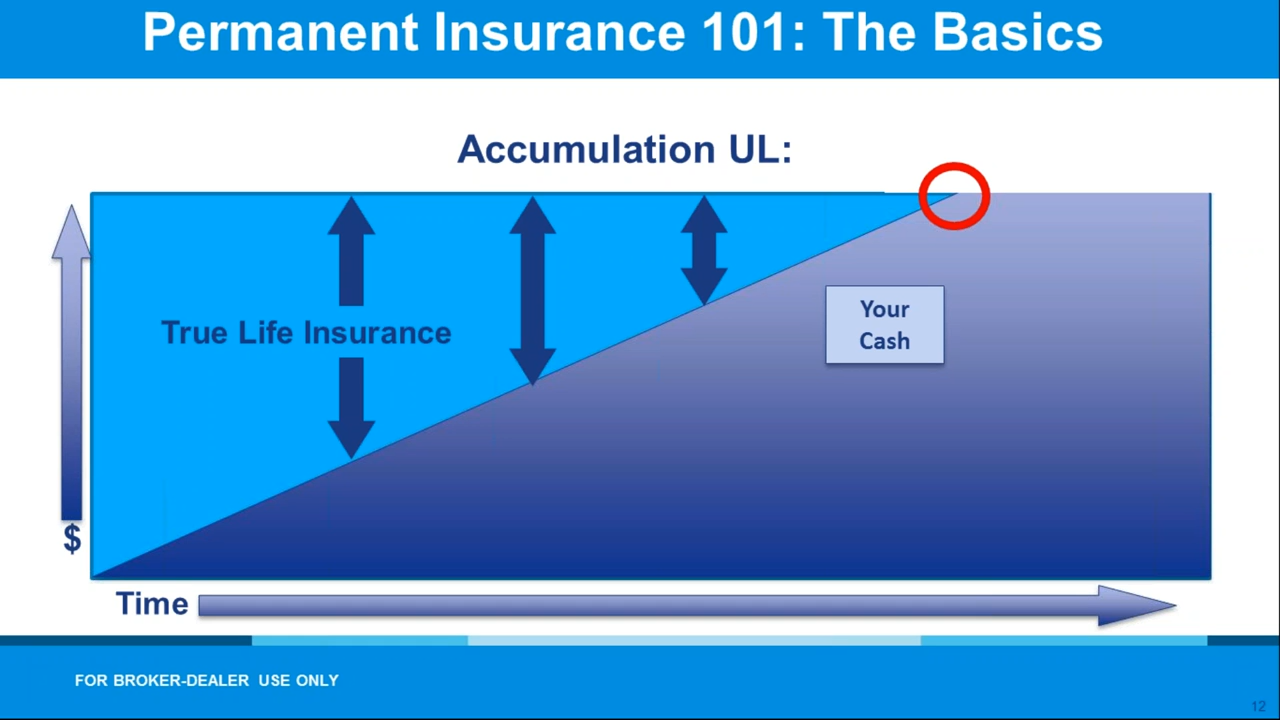 Permanent Insurance 101: The Basics
Accumulation UL:
True Life Insurance
Your
Cash
$
Time
FOR BROKER-DEALER USE ONLY
12